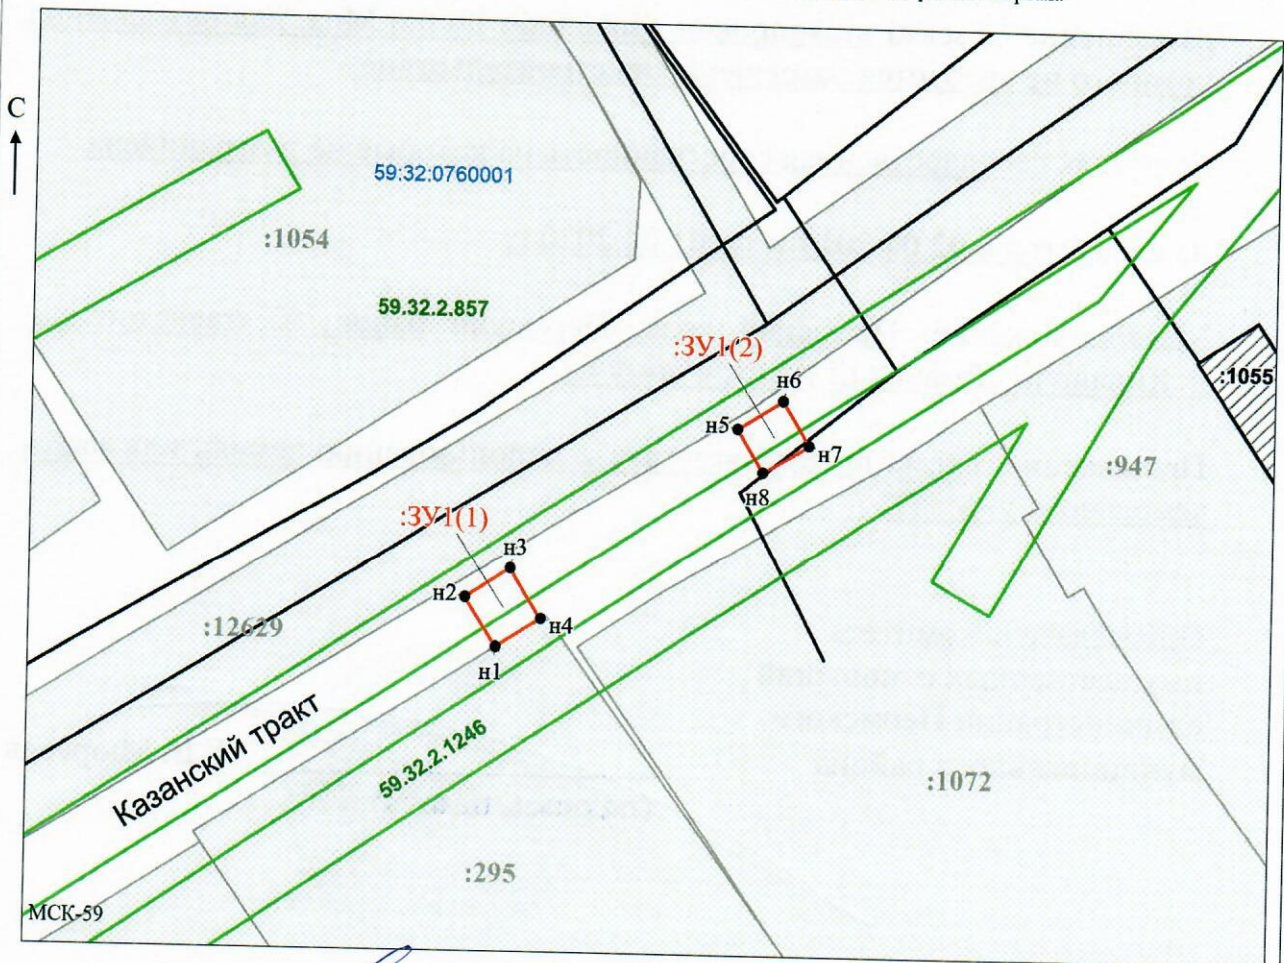 С
59:32:0760001
:1054
59.32.2.857
:ЗУ1(2)
н6
:1055
н5
н7
:947
н8
:ЗУ1(1)
н3
н2
:12629
н4
н1
Казанский тракт
59.32.2.1246
:1072
:295
МСК-59